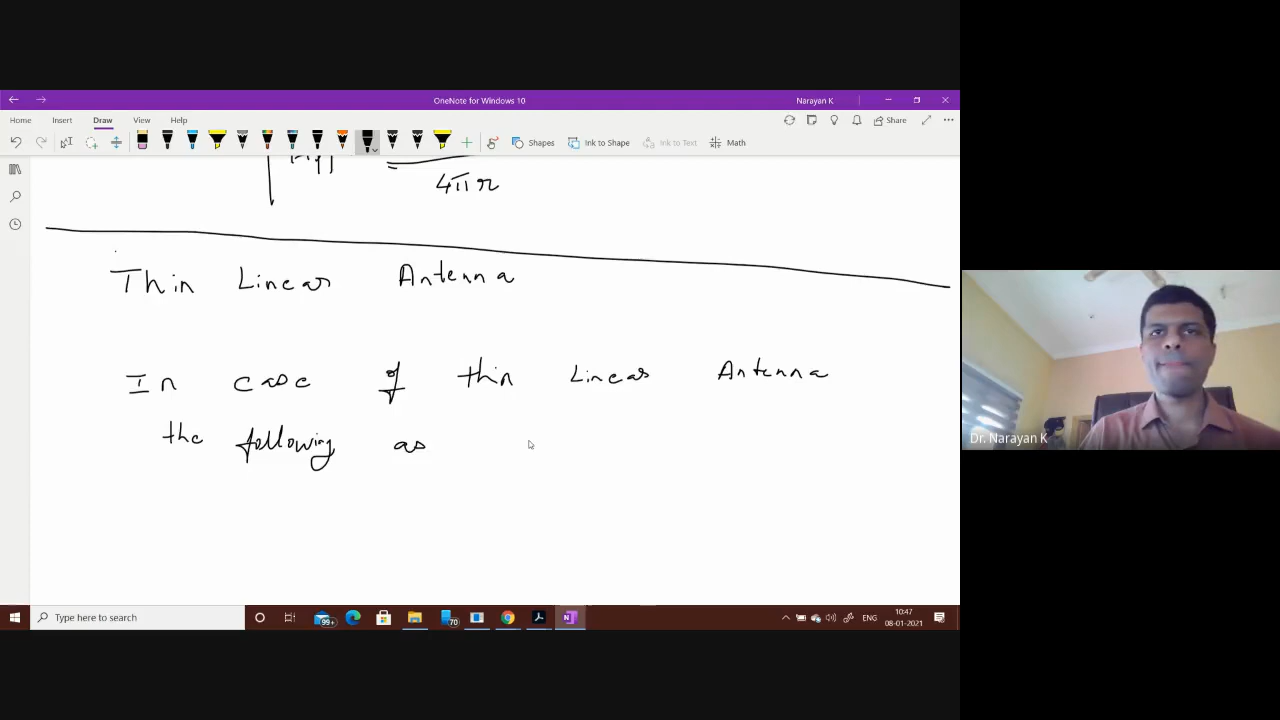 OneNote for Windows 10
Narayan K
Home Insert Draw View Help
Share
Shapes Ink to Shape Ink to Text Math
4πr
Thin Linear Antenna
In case of thin Linear Antenna
the following as
Dr. Narayan K
Type here to search
99+
70
ENG
10:47
08-01-2021